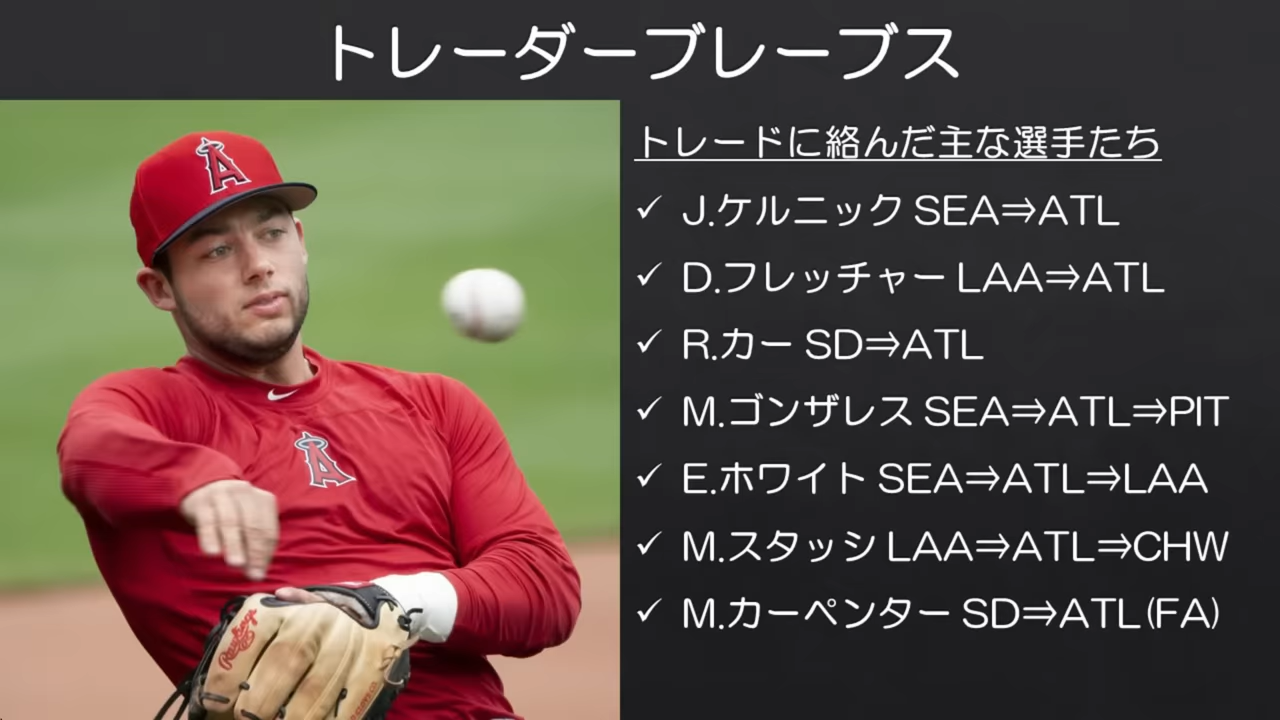 トレーダーブレーブス
トレードに絡んだ主な選手たち
✓ J.ケルニック SEA⇒ATL
✓ D.フレッチャー LAA⇒ATL
✓ R.カー SD⇒ATL
✓ M.ゴンザレス SEA⇒ATL⇒PIT
✓ E.ホワイト SEA⇒ATL⇒LAA
✓ M.スタッシ LAA⇒ATL⇒CHW
✓ M.カーペンター SD⇒ATL(FA)
A
A
Rawlings